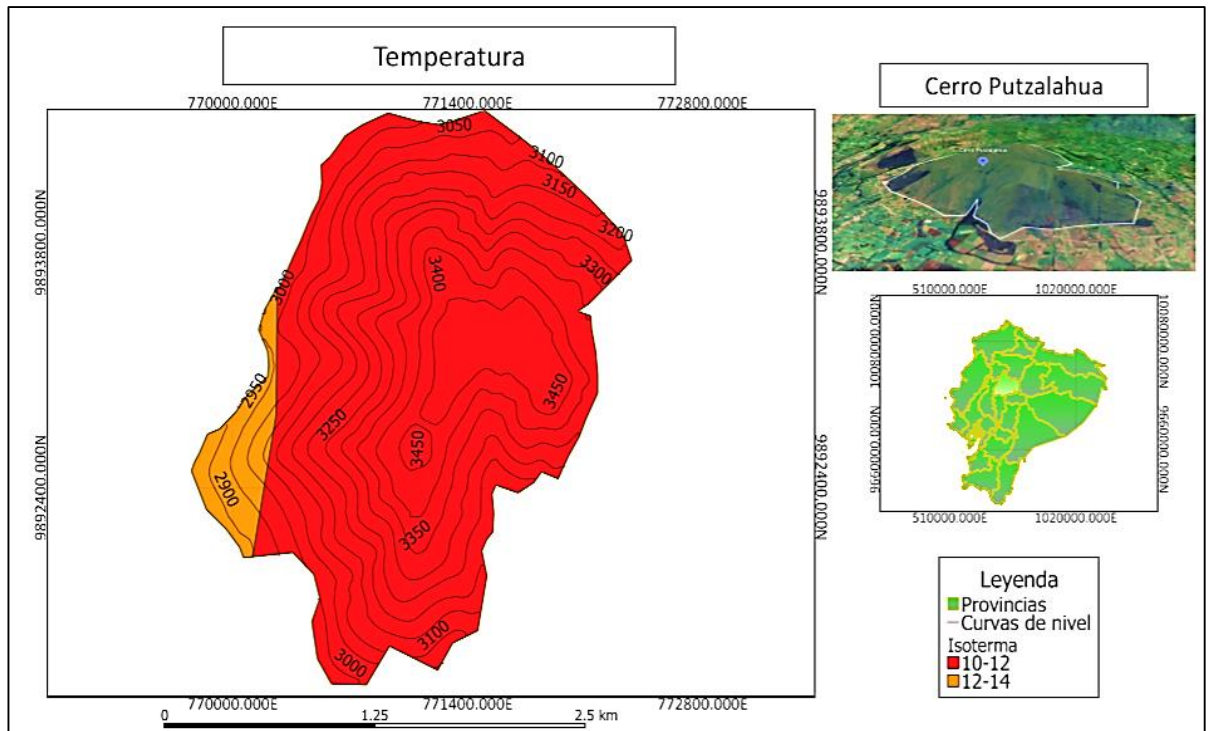 Temperatura
770000.000E
771400.000E
772800.000E
9893800.000N
9892400.000N
3050
3100
3150
3200
3300
3400
3000
2950
3250
3450
3450
2900
3350
3100
3000
9893800.000N
9892400.000N
770000.000E
771400.000E
772800.000E
0
1.25
2.5 km
Cerro Putzalahua
Cerro Putzalahua
510000.000E
1020000.000E
10080000.000N
9660000.000N
10080000.000N
9660000.000N
510000.000E
1020000.000E
Leyenda
Provincias
Curvas de nivel
Isoterma
10-12
12-14